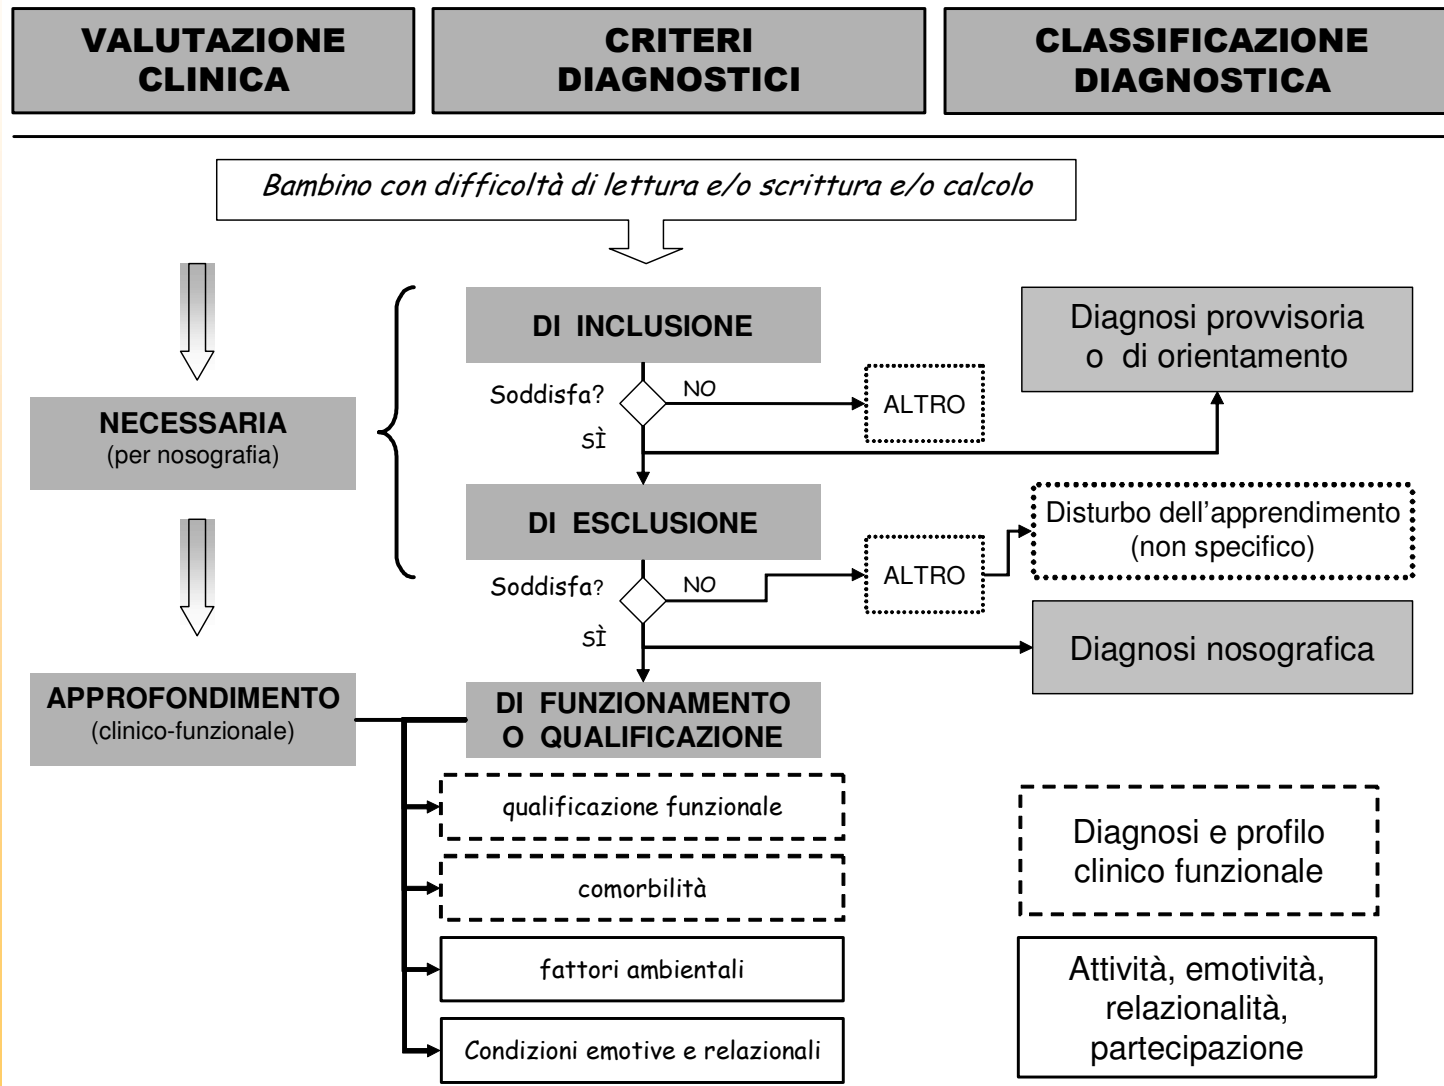 VALUTAZIONE
CLINICA
CRITERI
DIAGNOSTICI
CLASSIFICAZIONE
DIAGNOSTICA
Bambino con difficoltà di lettura e/o scrittura e/o calcolo
DI INCLUSIONE
Diagnosi provvisoria
o di orientamento
Soddisfa?
NO
ALTRO
SÌ
NECESSARIA
(per nosografia)
DI ESCLUSIONE
Disturbo dell'apprendimento
(non specifico)
Soddisfa?
NO
ALTRO
SÌ
Diagnosi nosografica
APPROFONDIMENTO
(clinico-funzionale)
DI FUNZIONAMENTO
O QUALIFICAZIONE
qualificazione funzionale
comorbilità
Diagnosi e profilo
clinico funzionale
fattori ambientali
Condizioni emotive e relazionali
Attività, emotività,
relazionalità,
partecipazione